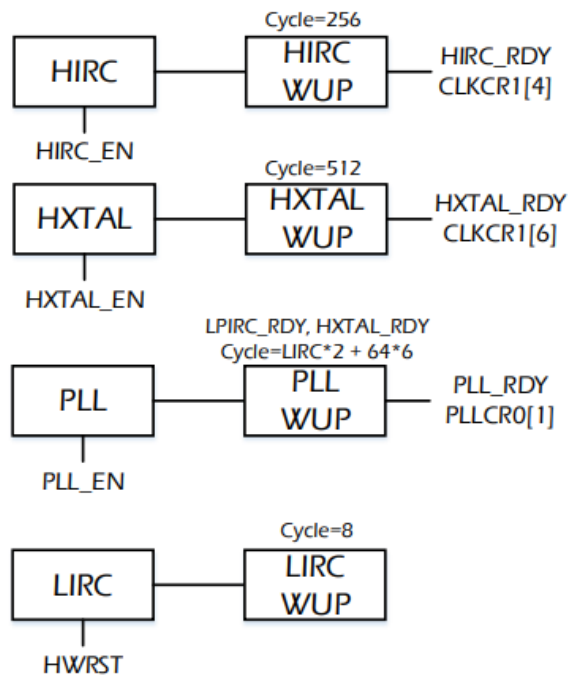 Cycle=256
HIRC
HIRC
WUP
HIRC_RDY
CLKCR1[4]
HIRC_EN
Cycle=512
HXTAL
HXTAL
WUP
HXTAL_RDY
CLKCR1[6]
HXTAL_EN
LPIRC_RDY, HXTAL_RDY
Cycle=LIRC*2 + 64*6
PLL
PLL
WUP
PLL_RDY
PLLCR0[1]
PLL_EN
Cycle=8
LIRC
LIRC
WUP
HWRST